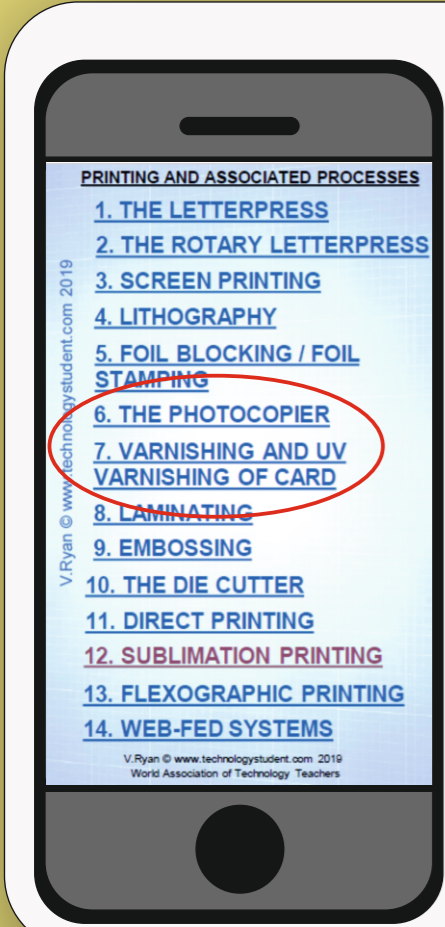 PRINTING AND ASSOCIATED PROCESSES
1. THE LETTERPRESS
2. THE ROTARY LETTERPRESS
3. SCREEN PRINTING
4. LITHOGRAPHY
5. FOIL BLOCKING / FOIL
STAMPING
6. THE PHOTOCOPIER
7. VARNISHING AND UV
VARNISHING OF CARD
8. LAMINATING
9. EMBOSSING
10. THE DIE CUTTER
11. DIRECT PRINTING
12. SUBLIMATION PRINTING
13. FLEXOGRAPHIC PRINTING
14. WEB-FED SYSTEMS
V.Ryan © www.technologystudent.com 2019
World Association of Technology Teachers
V.Ryan © www.technologystudent.com 2019